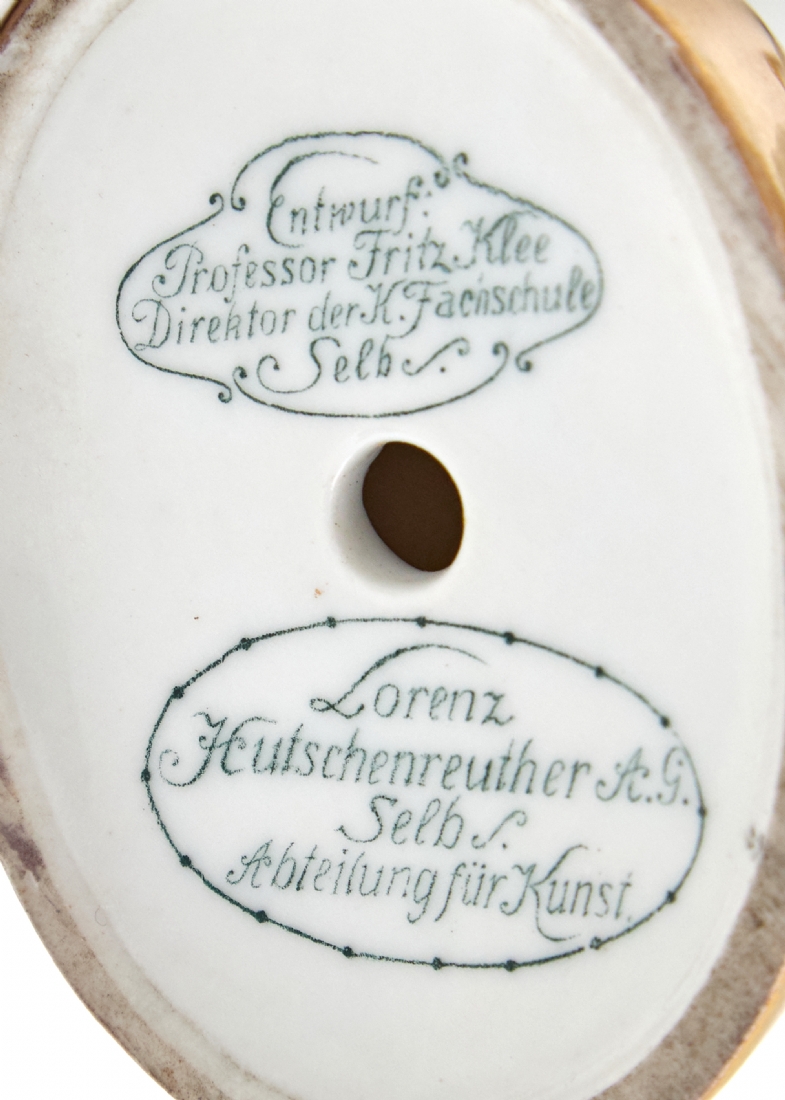 Entwurf:
Professor Fritz Klee
Direktor der K. Fachschule
Selb
Lorenz
Hutschenreuther A.G.
Selb
Abteilung für Kunst.